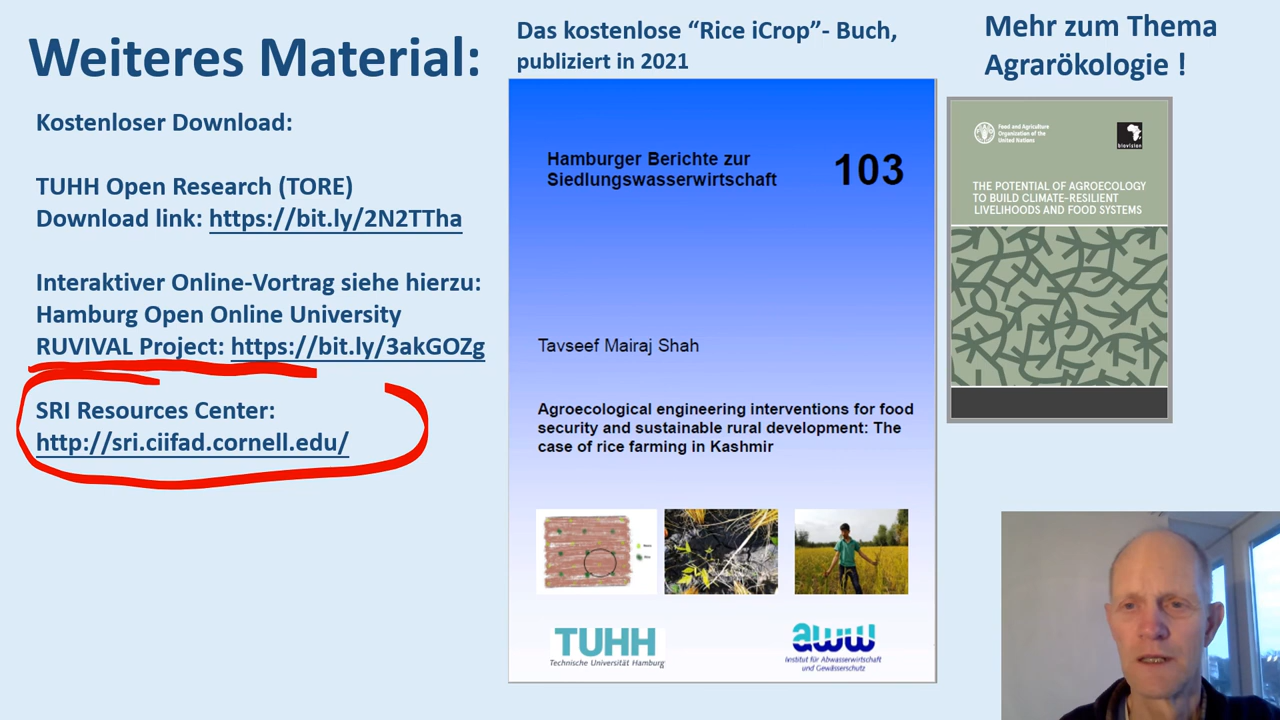 Weiteres Material:
Kostenloser Download:
TUHH Open Research (TORE)
Download link: https://bit.ly/2N2TTha
Interaktiver Online-Vortrag siehe hierzu:
Hamburg Open Online University
RUVIVAL Project: https://bit.ly/3akGOZg
SRI Resources Center:
http://sri.ciifad.cornell.edu/
Das kostenlose “Rice iCrop”- Buch,
publiziert in 2021
Hamburger Berichte zur
Siedlungswasserwirtschaft
103
Tavseef Mairaj Shah
Agroecological engineering interventions for food
security and sustainable rural development: The
case of rice farming in Kashmir
TUHH
Technische Universität Hamburg
aww
Institut für Abwasserwirtschaft
und Gewässerschutz
Mehr zum Thema
Agrarökologie !
Food and Agriculture
Organization of the
United Nations
biovision
THE POTENTIAL OF AGROECOLOGY
TO BUILD CLIMATE-RESILIENT
LIVELIHOODS AND FOOD SYSTEMS